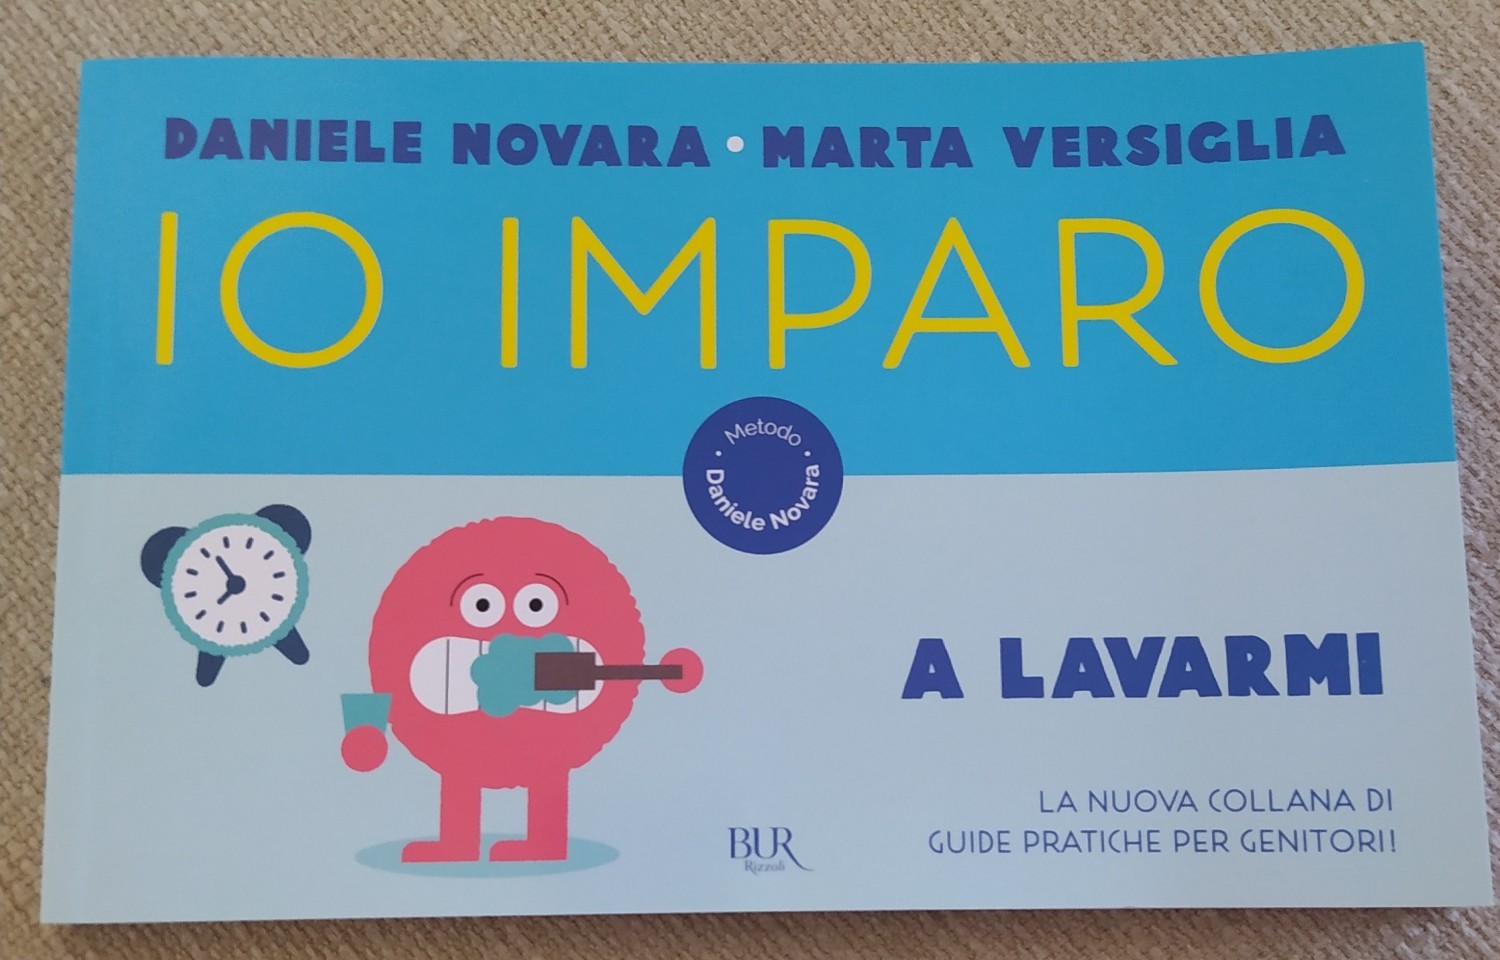 DANIELE NOVARA • MARTA VERSIGLIA
IO IMPARO
Metodo
• Daniele Novara •
A LAVARMI
LA NUOVA COLLANA DI
GUIDE PRATICHE PER GENITORI!
BUR
Rizzoli